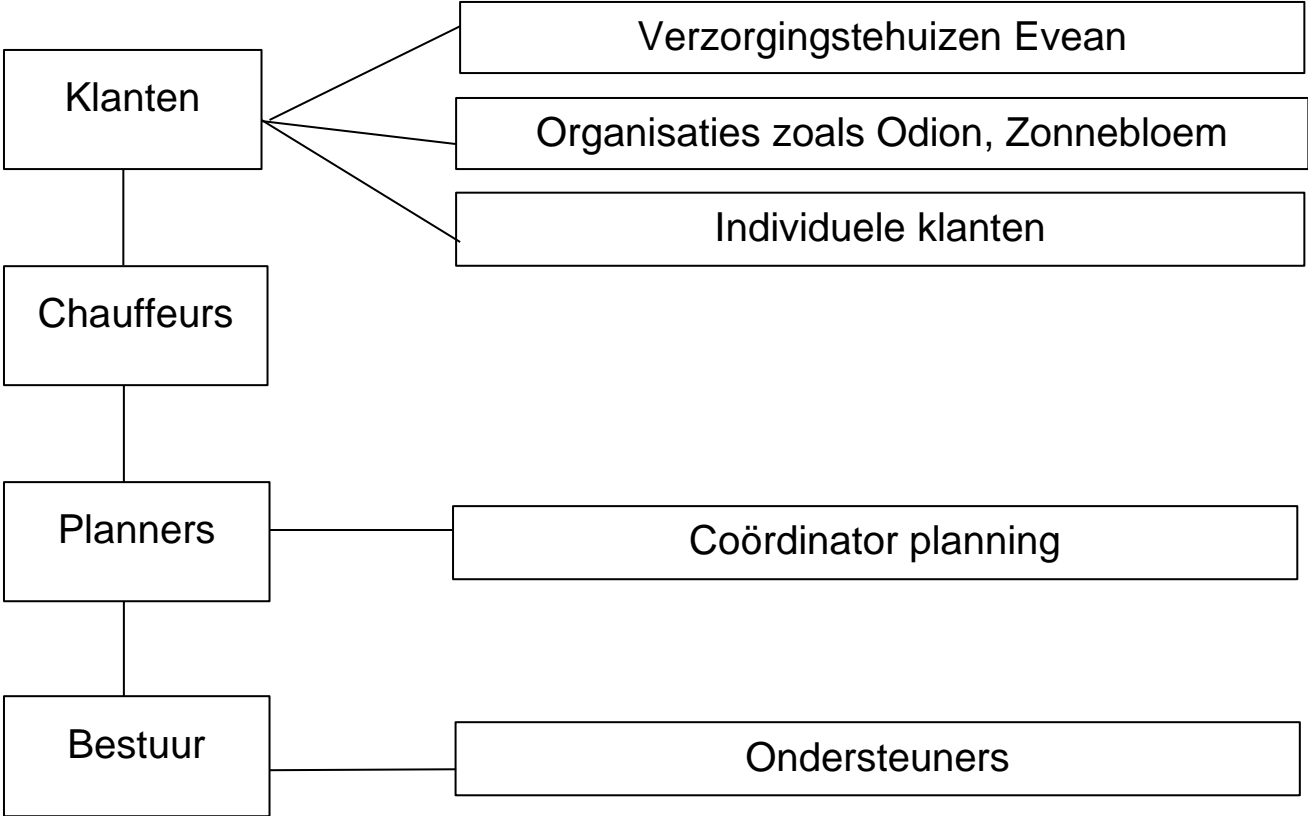 Verzorgingstehuizen Evean
Klanten
Organisaties zoals Odion, Zonnebloem
Individuele klanten
Chauffeurs
Planners
Coördinator planning
Bestuur
Ondersteuners